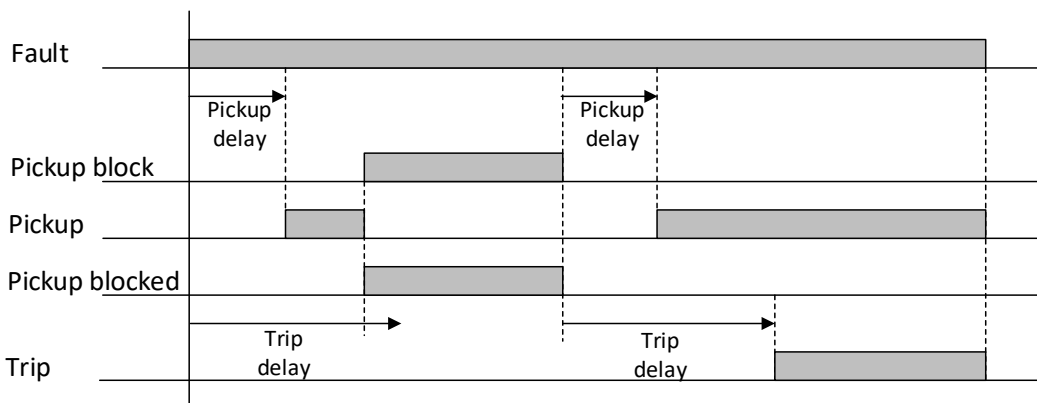 Fault
Pickup
delay
Pickup
delay
Pickup block
Pickup
Pickup blocked
Trip
delay
Trip
delay
Trip